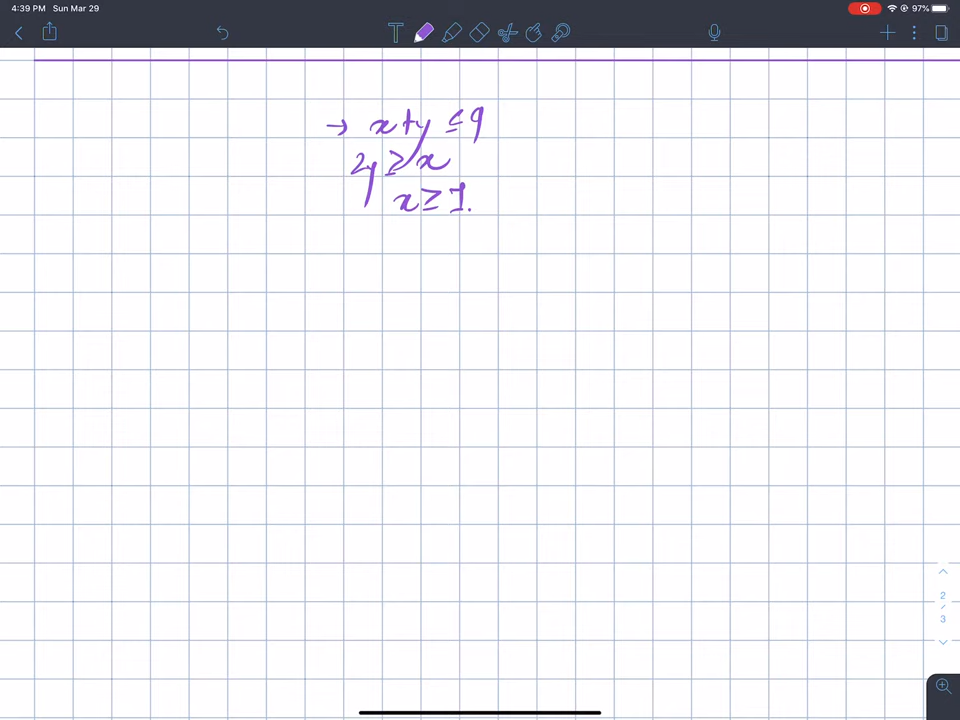 4:39 PM Sun Mar 29 97%
T
→ x+y ≤ 9
2y ≥ x
x ≥ 1.
2
3